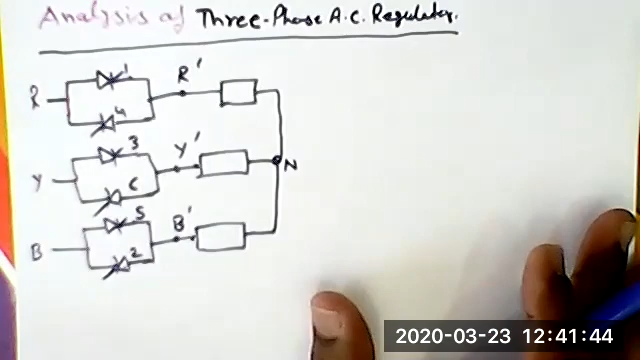 Analysis of Three-Phase A.C. Regulator.
R 1 4 R'
Y 3 6 Y' N
B 5 2 B'
2020-03-23 12:41:44